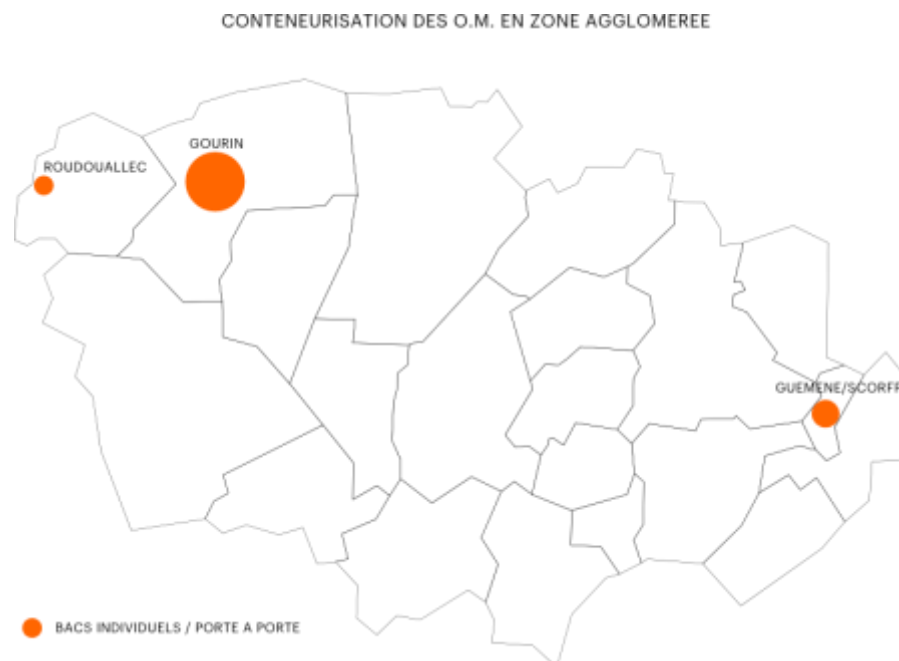 CONTENEURISATION DES O.M. EN ZONE AGGLOMEREE
GOURIN
ROUDOUALLEC
GUEMENE/SCORFF
BACS INDIVIDUELS / PORTE A PORTE